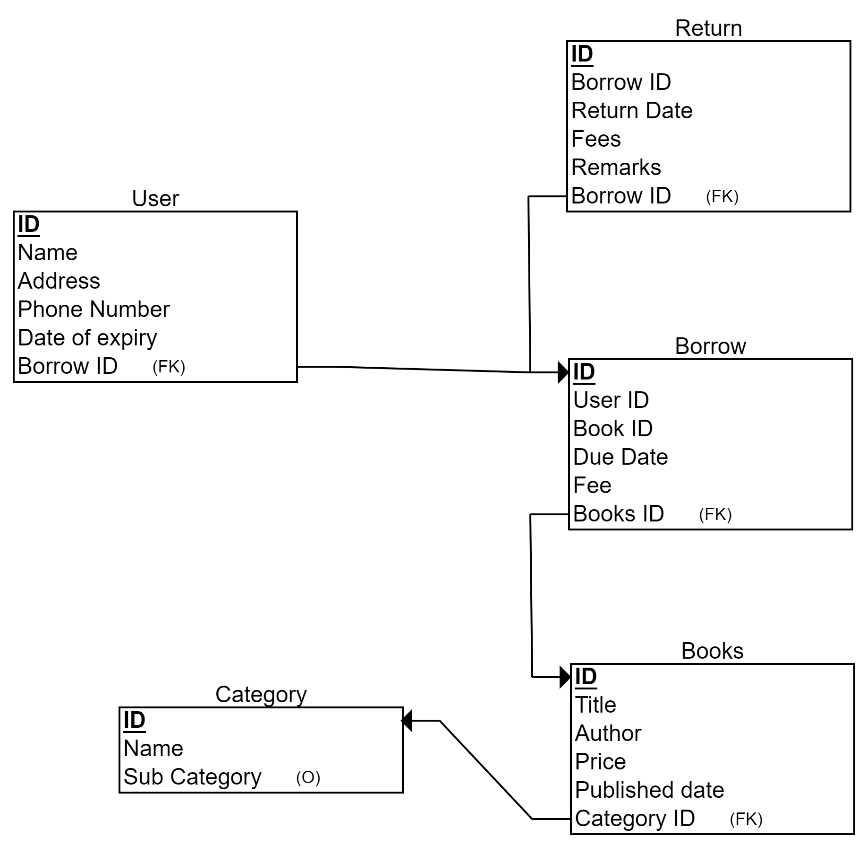 Return
ID
Borrow ID
Return Date
Fees
Remarks
Borrow ID (FK)
User
ID
Name
Address
Phone Number
Date of expiry
Borrow ID (FK)
Borrow
ID
User ID
Book ID
Due Date
Fee
Books ID (FK)
Books
ID
Title
Author
Price
Published date
Category ID (FK)
Category
ID
Name
Sub Category (O)